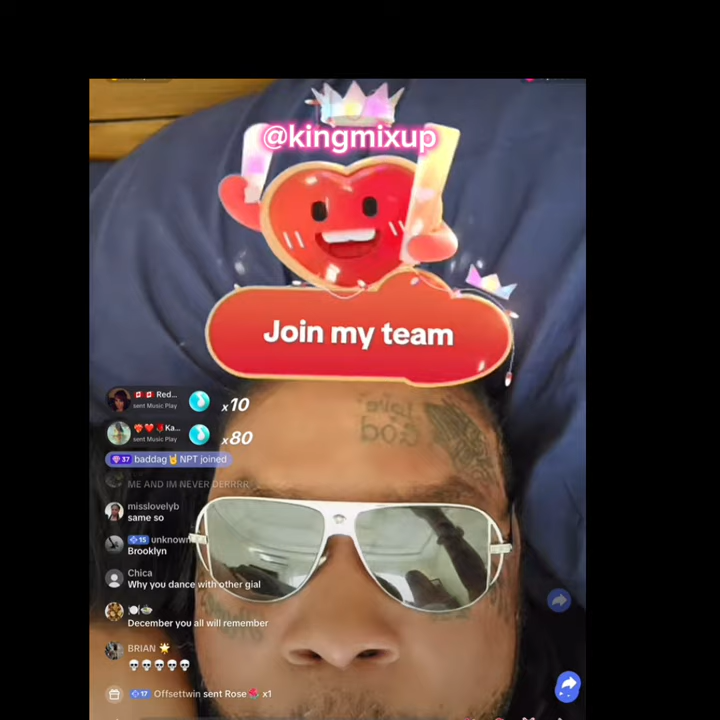 @kingmixup
Join my team
Red...
sent Music Play
x10
Ka...
sent Music Play
x80
37 baddag🤘NPT joined
ME AND IM NEVER DERRRR
misslovelyb
same so
15 unknown
Brooklyn
Chica
Why you dance with other gial
December you all will remember
BRIAN
17 Offsettwin sent Rose x1
God